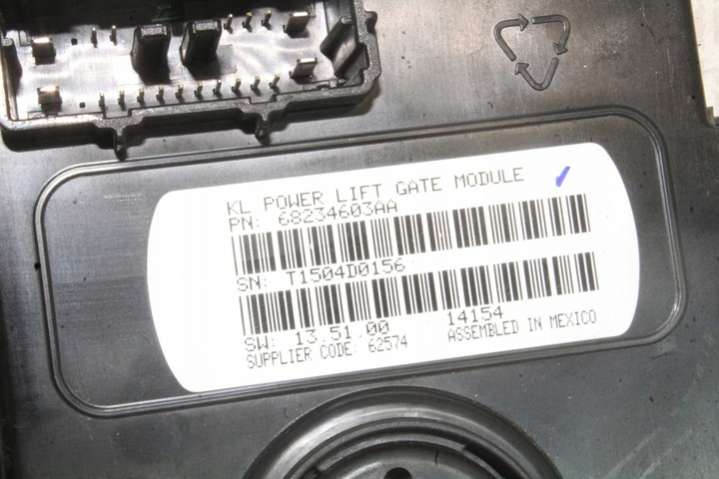 KL POWER LIFT GATE MODULE
PN: 68234603AA
SN: T1504D0156
SW: 13.51.00 14154
SUPPLIER CODE: 62574 ASSEMBLED IN MEXICO